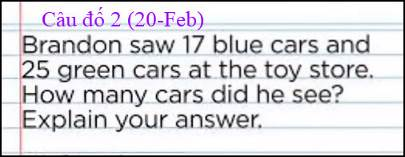 Câu đố 2 (20-Feb)
Brandon saw 17 blue cars and
25 green cars at the toy store.
How many cars did he see?
Explain your answer.